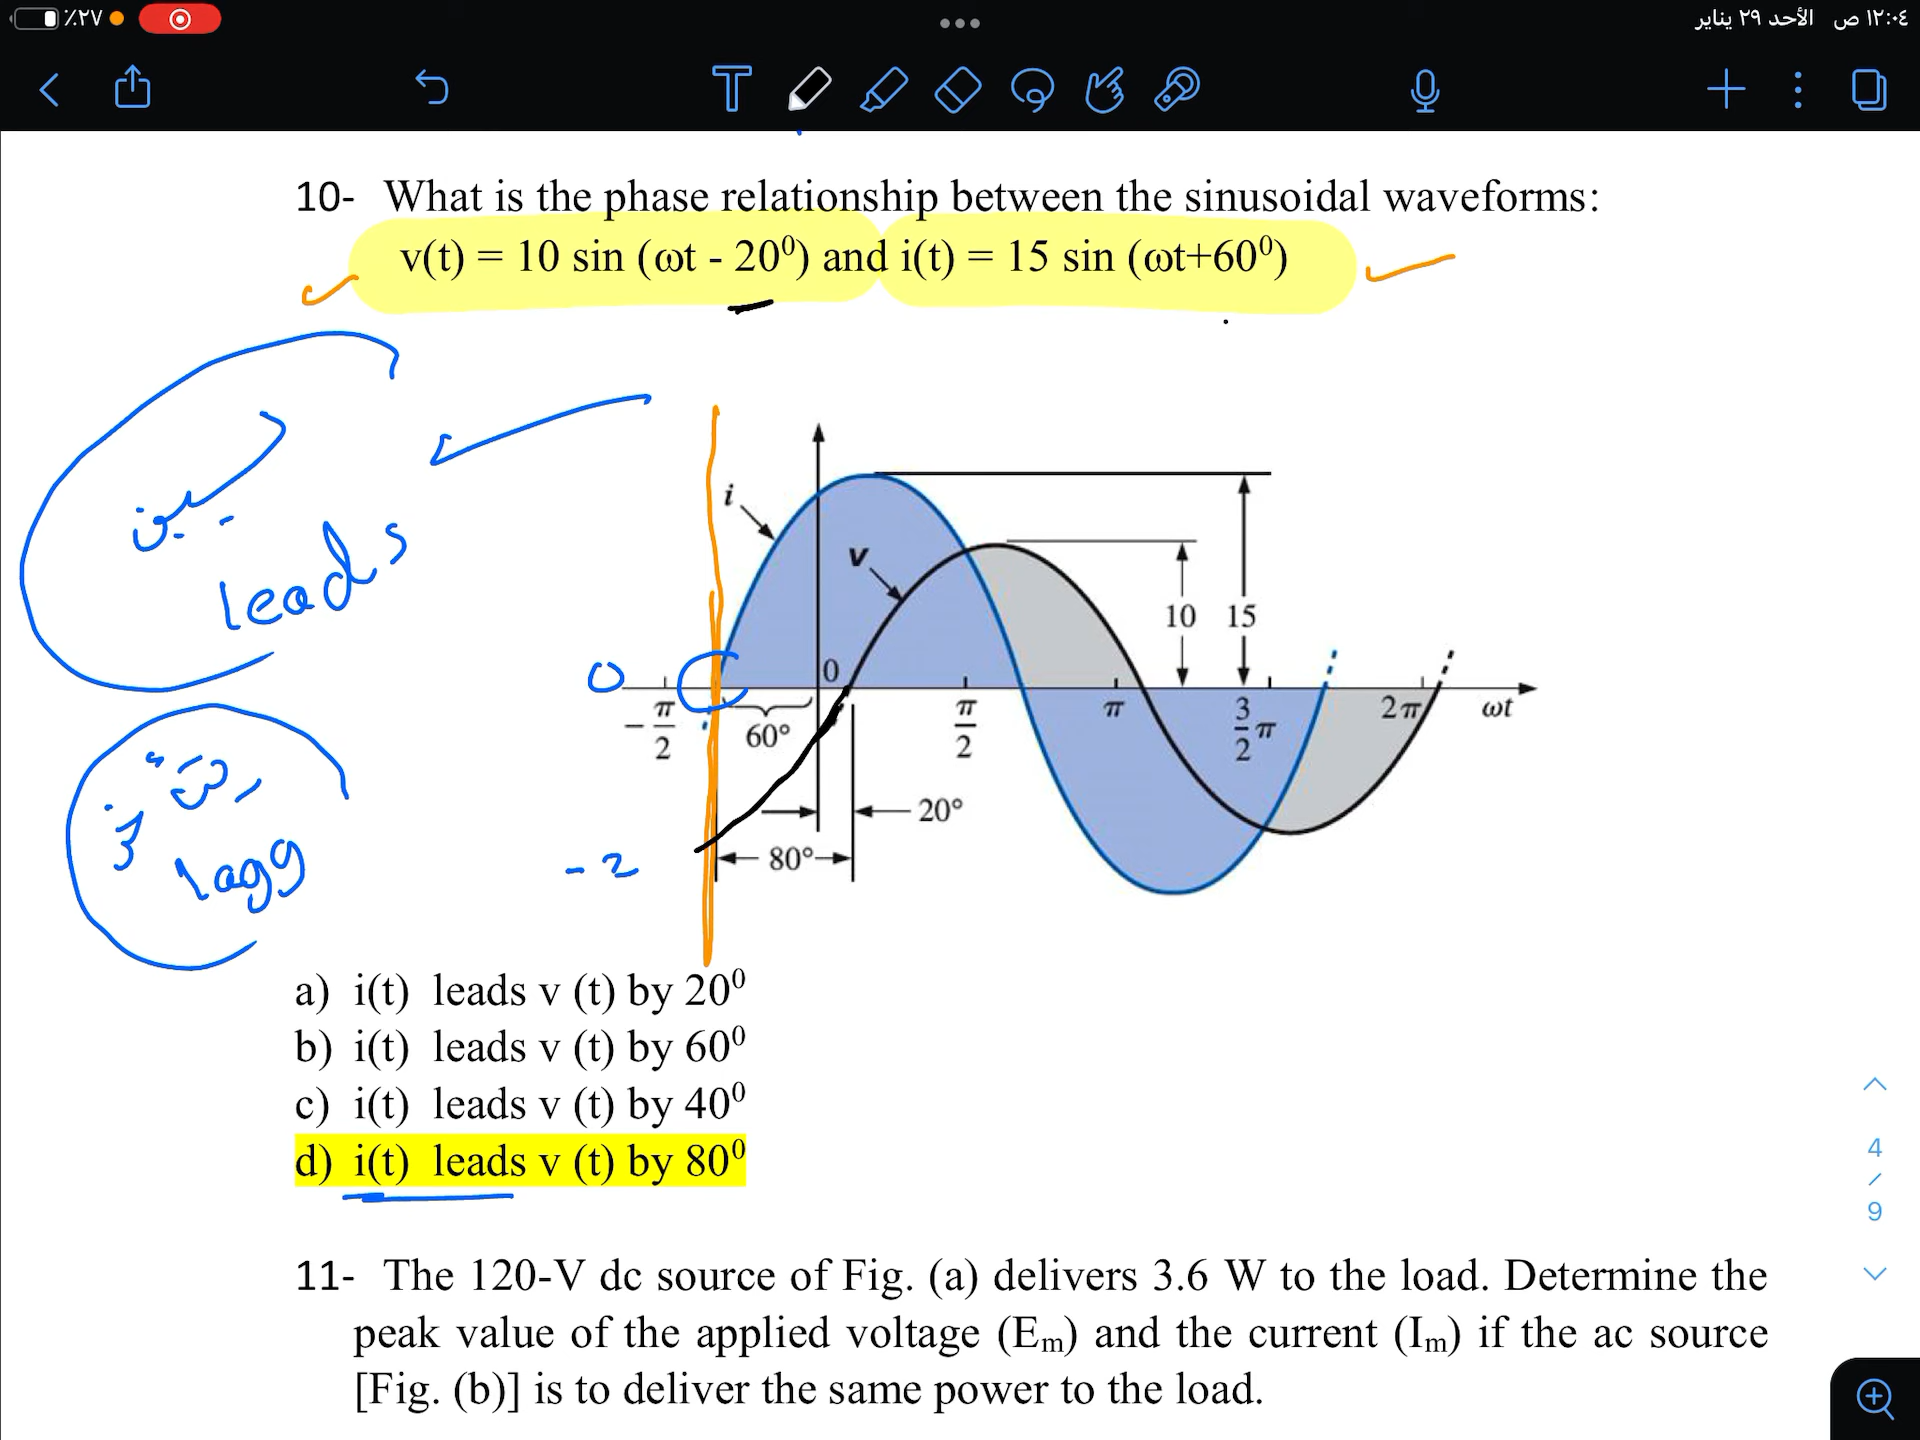 ٪٢٧
١٢:٠٤ ص الأحد ٢٩ يناير
10- What is the phase relationship between the sinusoidal waveforms:
v(t) = 10 sin (ωt - 20⁰) and i(t) = 15 sin (ωt+60⁰)
leads
i
v
10 15
0
0
-π/2
60°
π/2
π
3/2 π
2π
ωt
20°
80°
-2
lagg
a) i(t) leads v (t) by 20⁰
b) i(t) leads v (t) by 60⁰
c) i(t) leads v (t) by 40⁰
d) i(t) leads v (t) by 80⁰
4
/
9
11- The 120-V dc source of Fig. (a) delivers 3.6 W to the load. Determine the
peak value of the applied voltage (Eₘ) and the current (Iₘ) if the ac source
[Fig. (b)] is to deliver the same power to the load.